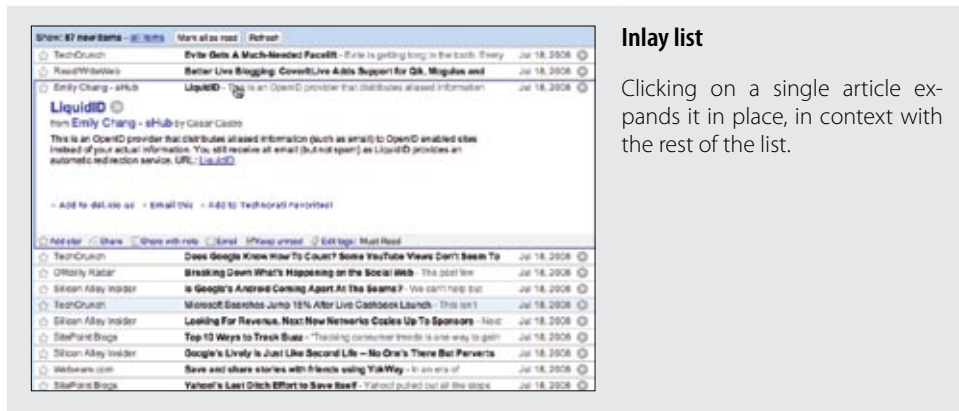 Show: 87 new items - all items Mark all as read Refresh
TechCrunch Evite Gets A Much-Needed Facelift - Evite is getting long in the tooth. Every Jul 18, 2008
ReadWriteWeb Better Live Blogging: CoveritLive Adds Support for Qik, Mogulus and Jul 18, 2008
Emily Chang - eHub LiquidID - This is an OpenID provider that distributes aliased information Jul 18, 2008
LiquidID
from Emily Chang - eHub by Cesar Castro
This is an OpenID provider that distributes aliased information (such as email) to OpenID enabled sites
instead of your actual information. You still receive all email (but not spam) as LiquidID provides an
automatic redirection service. URL: LiquidID
• Add to del.icio.us • Email this • Add to Technorati Favorites!
Add star Share Share with note Email Keep unread Edit tags: Must Read
TechCrunch Does Google Know How To Count? Some YouTube Views Don't Seem To Jul 18, 2008
O'Reilly Radar Breaking Down What's Happening on the Social Web - The past few Jul 18, 2008
Silicon Alley Insider Is Google's Android Coming Apart At The Seams? - We can't help but Jul 18, 2008
TechCrunch Microsoft Searches Jump 15% After Live Cashback Launch - This isn't Jul 18, 2008
Silicon Alley Insider Looking For Revenue, Next New Networks Cozies Up To Sponsors - Next Jul 18, 2008
SitePoint Blogs Top 10 Ways to Track Buzz - "Tracking consumer trends is one way to gain Jul 18, 2008
Silicon Alley Insider Google's Lively Is Just Like Second Life -- No One's There But Perverts Jul 18, 2008
Webware.com Save and share stories with friends using YokWay - In an era of Jul 18, 2008
SitePoint Blogs Yahoo!'s Last Ditch Effort to Save Itself - Yahoo! pulled out all the stops Jul 18, 2008
Inlay list
Clicking on a single article ex-
pands it in place, in context with
the rest of the list.